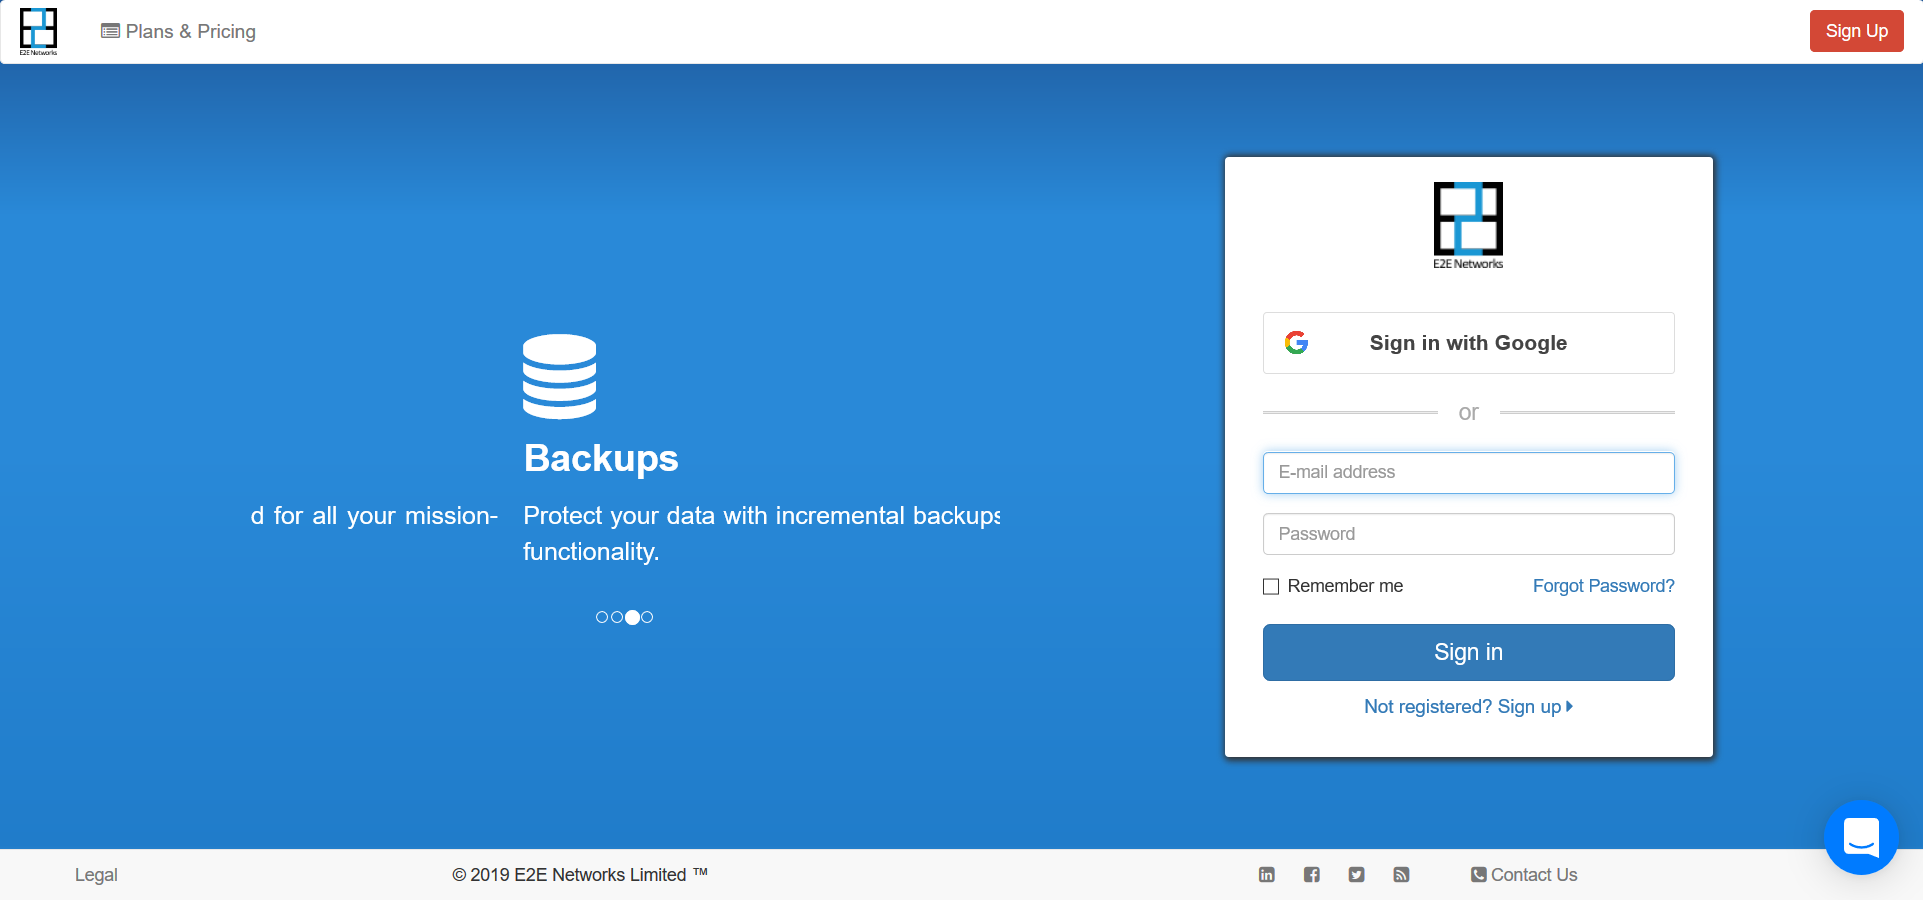 E2E Networks
Plans & Pricing
Sign Up
Backups
d for all your mission-
Protect your data with incremental backups
functionality.
E2E Networks
Sign in with Google
or
E-mail address
Password
Remember me
Forgot Password?
Sign in
Not registered? Sign up
Legal
© 2019 E2E Networks Limited ™
Contact Us